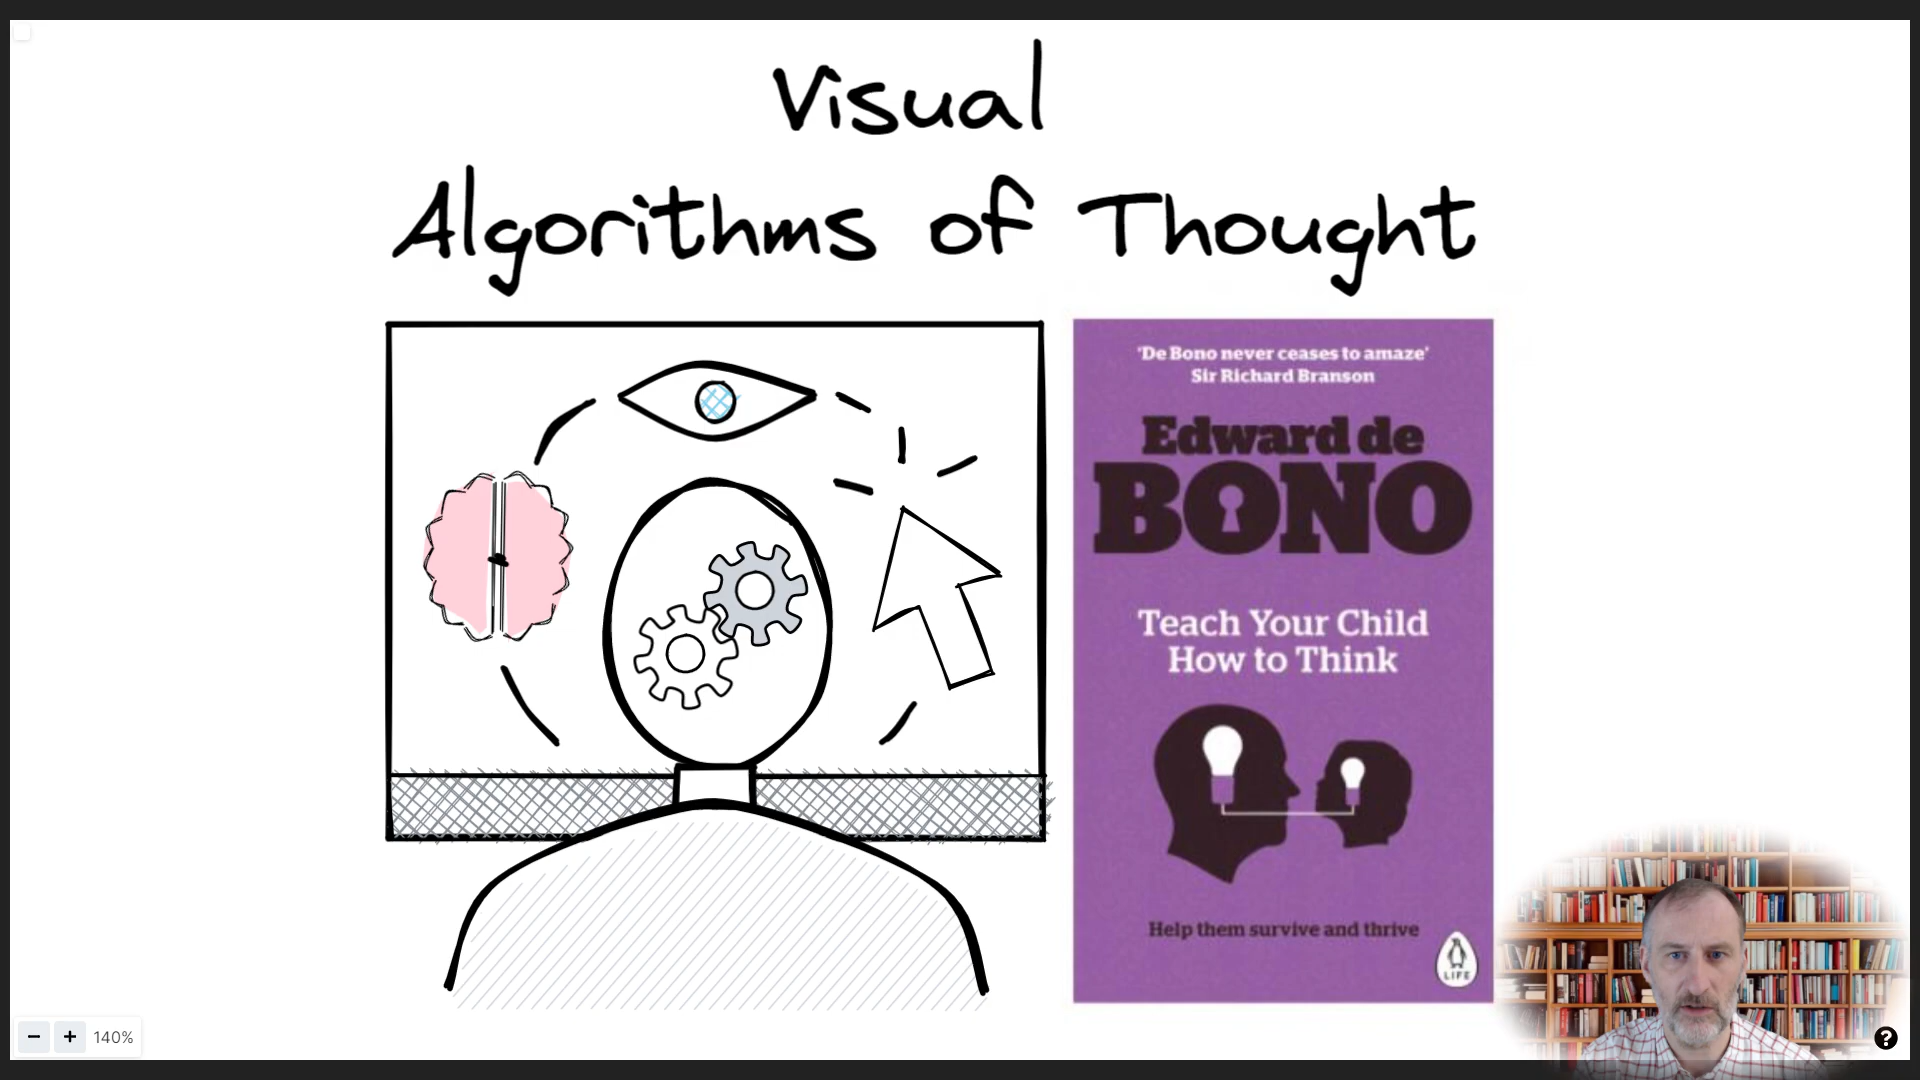 Visual
Algorithms of Thought
'De Bono never ceases to amaze'
Sir Richard Branson
Edward de
BONO
Teach Your Child
How to Think
Help them survive and thrive
LIFE
140%